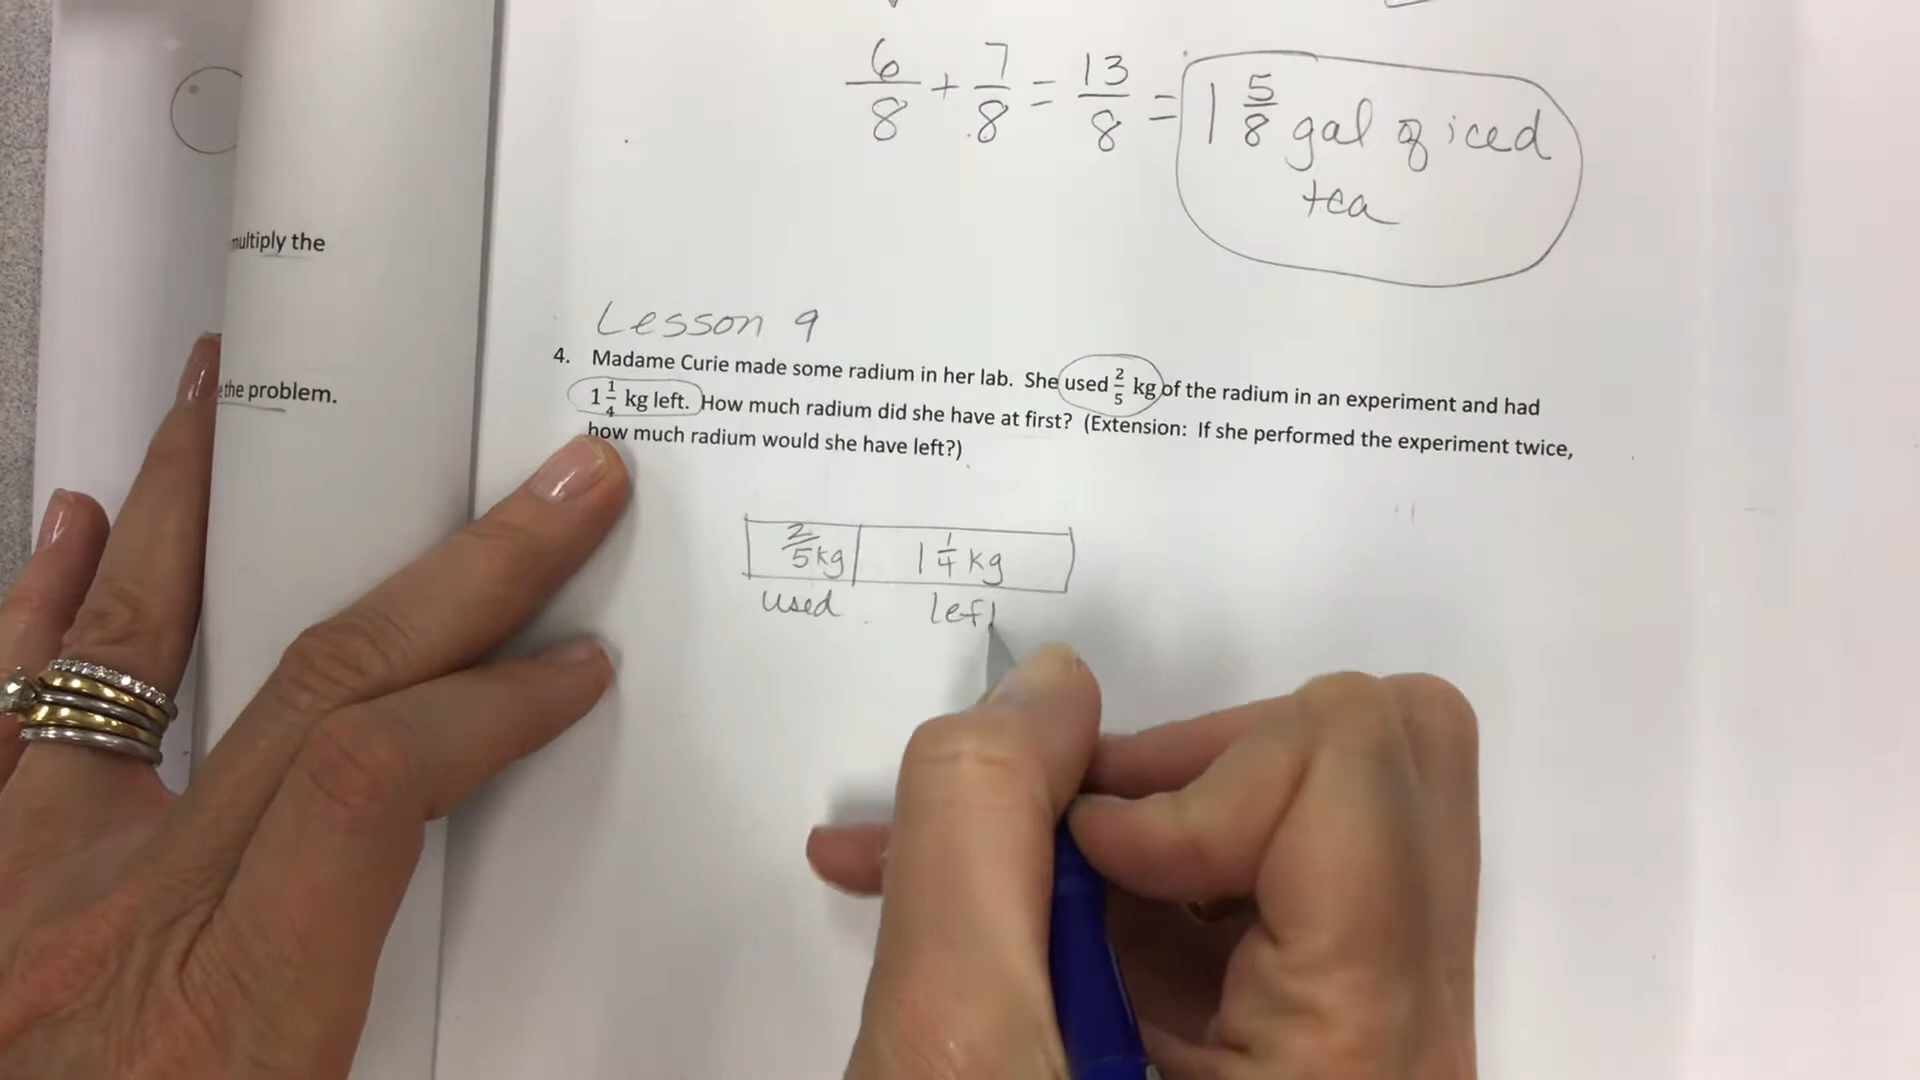 6/8 + 7/8 = 13/8 = 1 5/8 gal of iced
tea
multiply the
the problem.
Lesson 9
4. Madame Curie made some radium in her lab. She used 2/5 kg of the radium in an experiment and had
1 1/4 kg left. How much radium did she have at first? (Extension: If she performed the experiment twice,
how much radium would she have left?)
2/5 kg 1 1/4 kg
used left